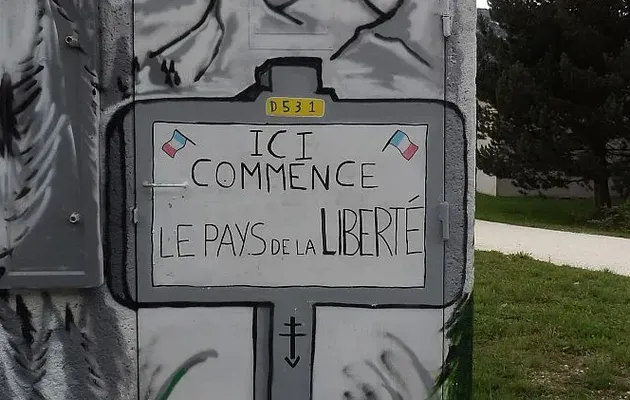 D531
ICI
COMMENCE
LE PAYS DE LA LIBERTÉ